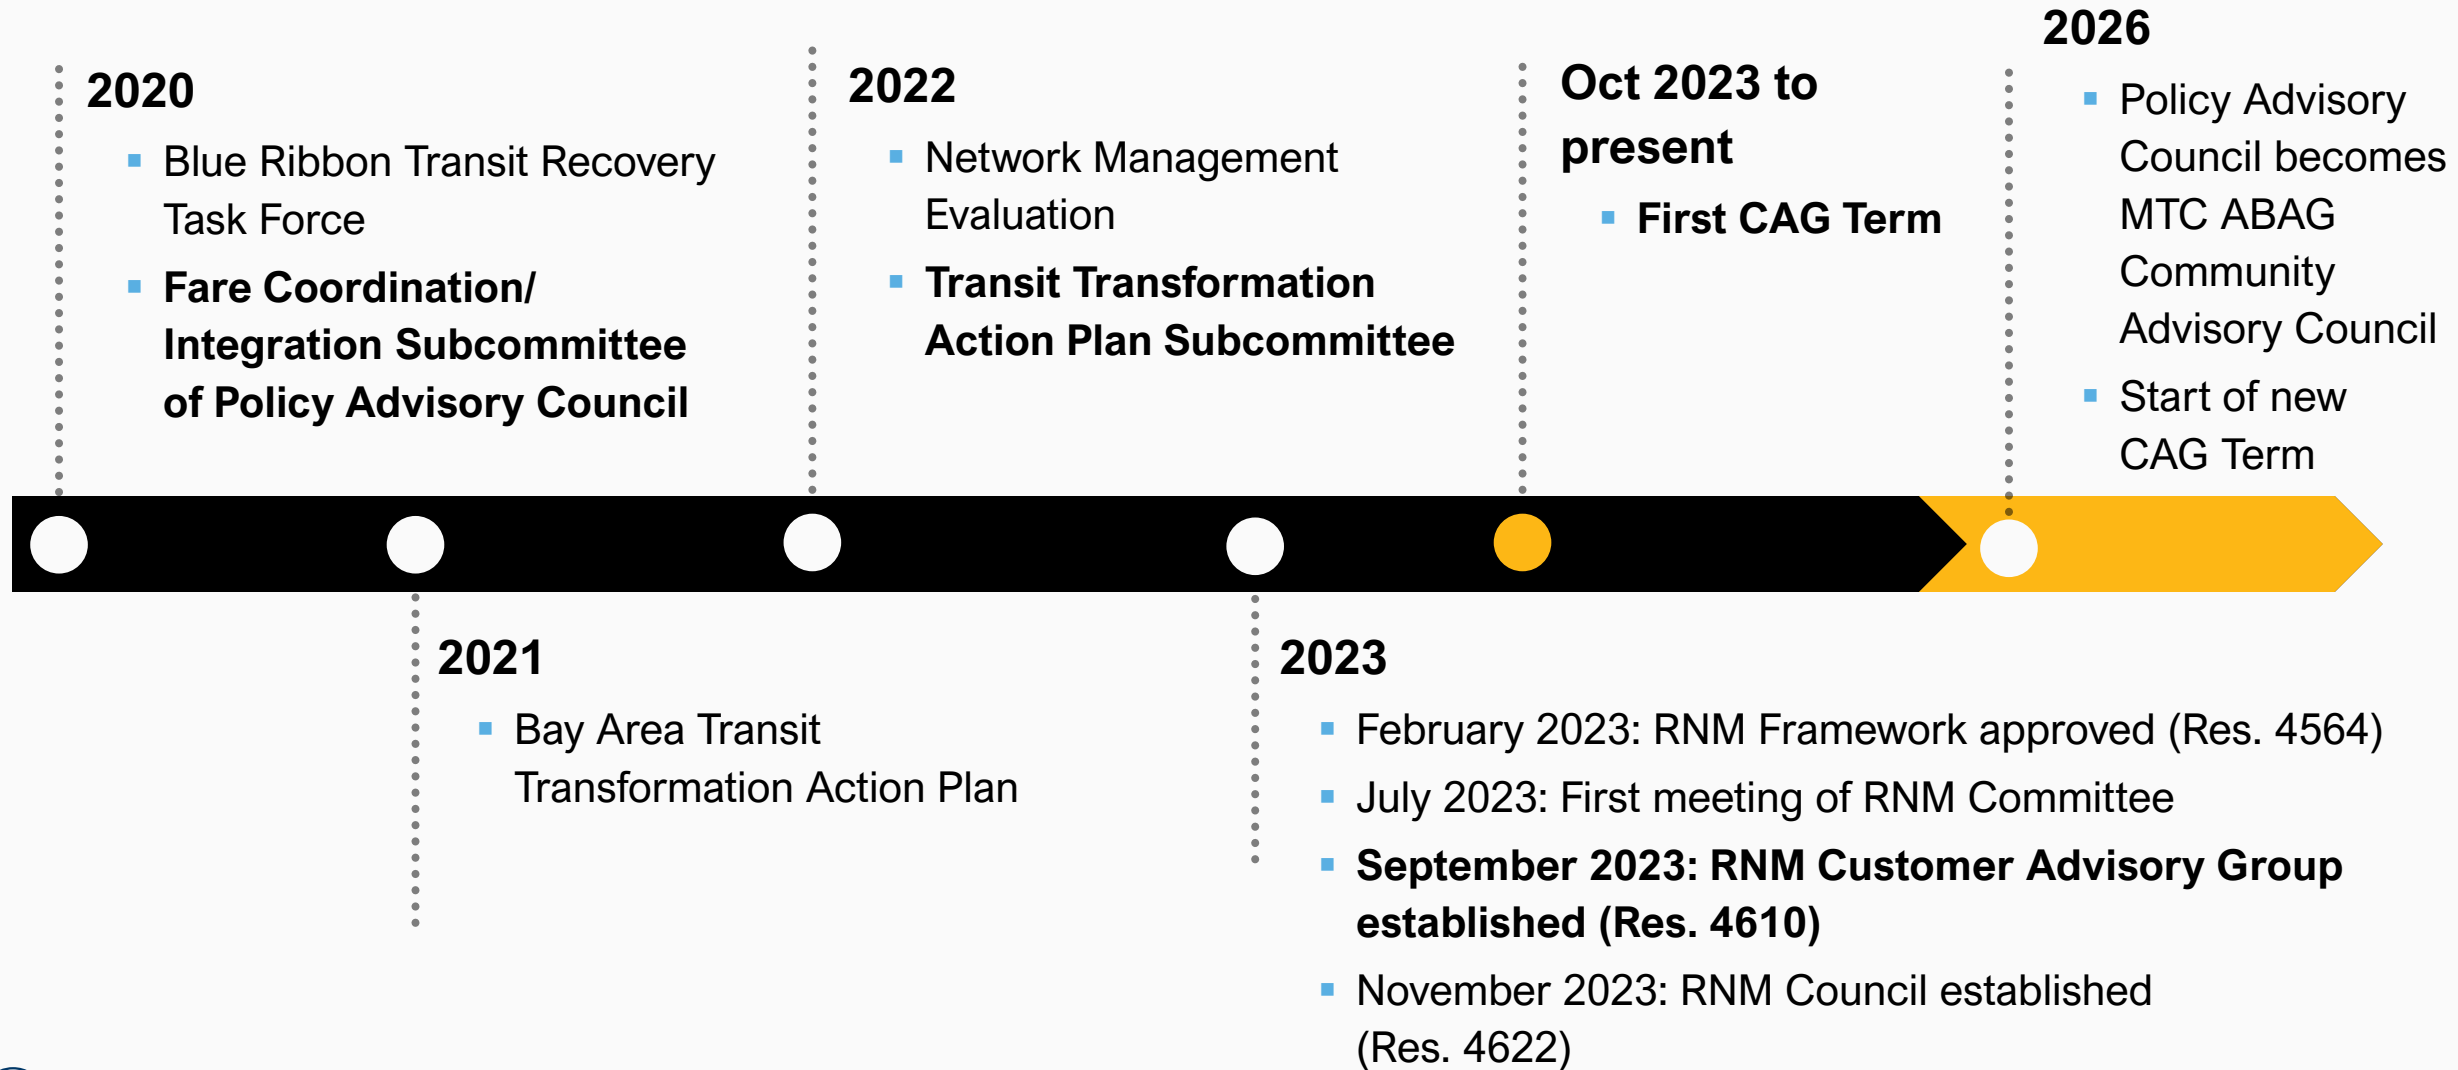 2020
▪ Blue Ribbon Transit Recovery
Task Force
▪ Fare Coordination/
Integration Subcommittee
of Policy Advisory Council
2021
▪ Bay Area Transit
Transformation Action Plan
2022
▪ Network Management
Evaluation
▪ Transit Transformation
Action Plan Subcommittee
2023
▪ February 2023: RNM Framework approved (Res. 4564)
▪ July 2023: First meeting of RNM Committee
▪ September 2023: RNM Customer Advisory Group
established (Res. 4610)
▪ November 2023: RNM Council established
(Res. 4622)
Oct 2023 to
present
▪ First CAG Term
2026
▪ Policy Advisory
Council becomes
MTC ABAG
Community
Advisory Council
▪ Start of new
CAG Term